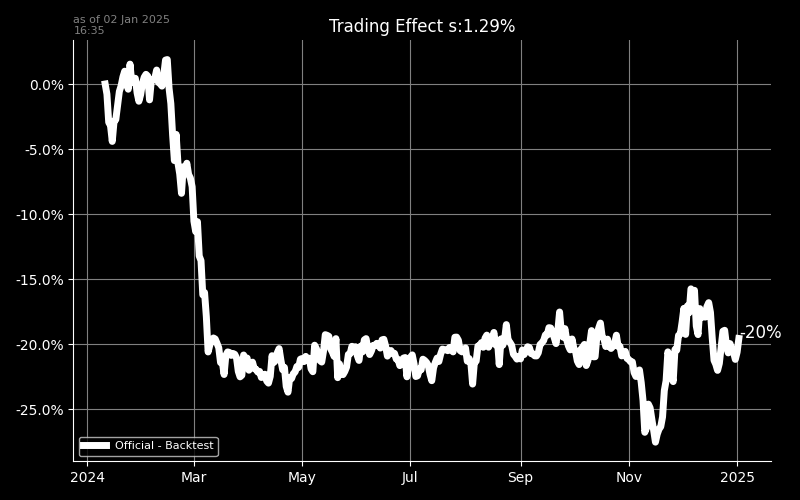 as of 02 Jan 2025
16:35
Trading Effect s:1.29%
0.0%
-5.0%
-10.0%
-15.0%
-20.0%
-25.0%
-20%
Official - Backtest
2024 Mar May Jul Sep Nov 2025